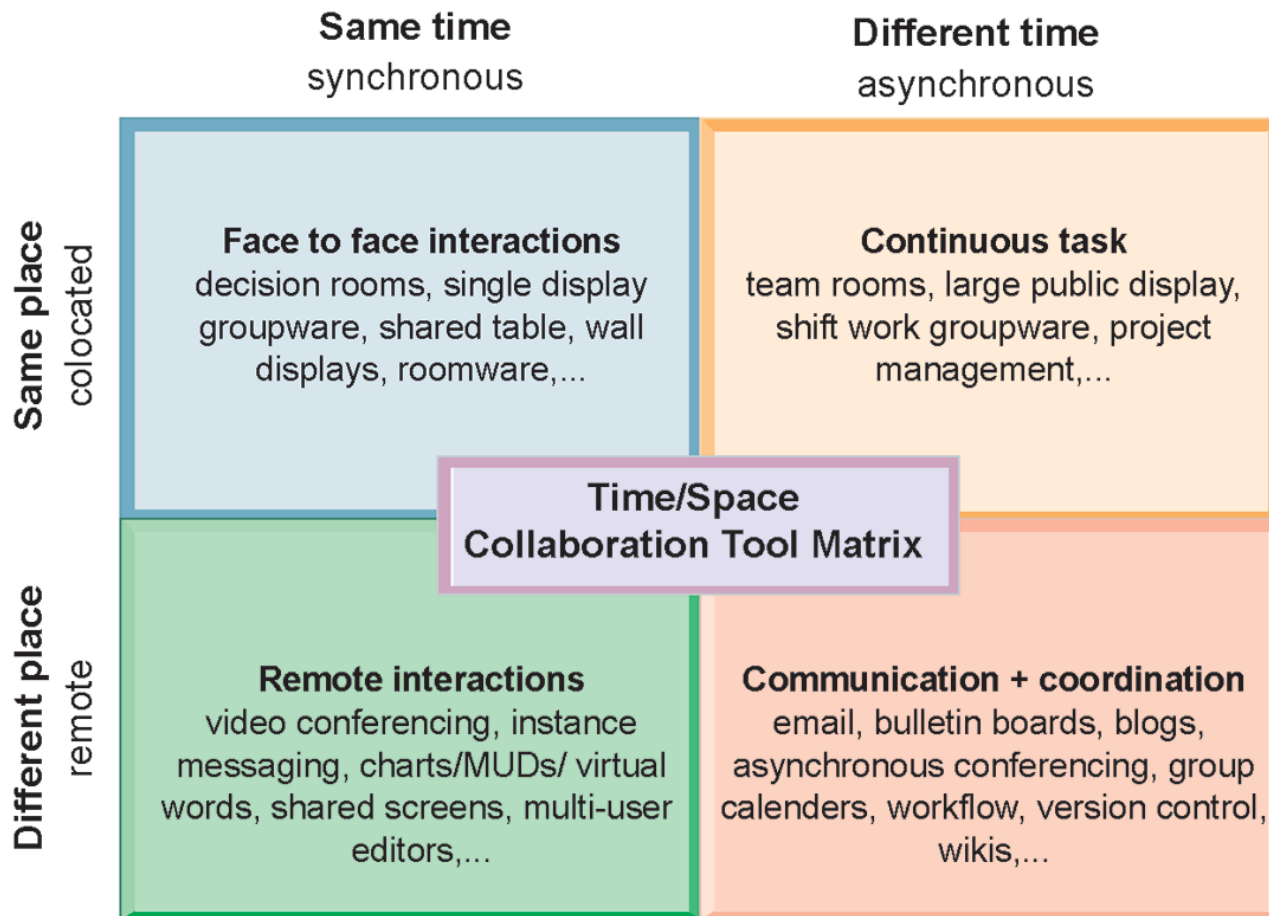 Same time
synchronous
Different time
asynchronous
Same place
colocated
Face to face interactions
decision rooms, single display
groupware, shared table, wall
displays, roomware,...
Continuous task
team rooms, large public display,
shift work groupware, project
management,...
Time/Space
Collaboration Tool Matrix
Different place
remote
Remote interactions
video conferencing, instance
messaging, charts/MUDs/ virtual
words, shared screens, multi-user
editors,...
Communication + coordination
email, bulletin boards, blogs,
asynchronous conferencing, group
calenders, workflow, version control,
wikis,...